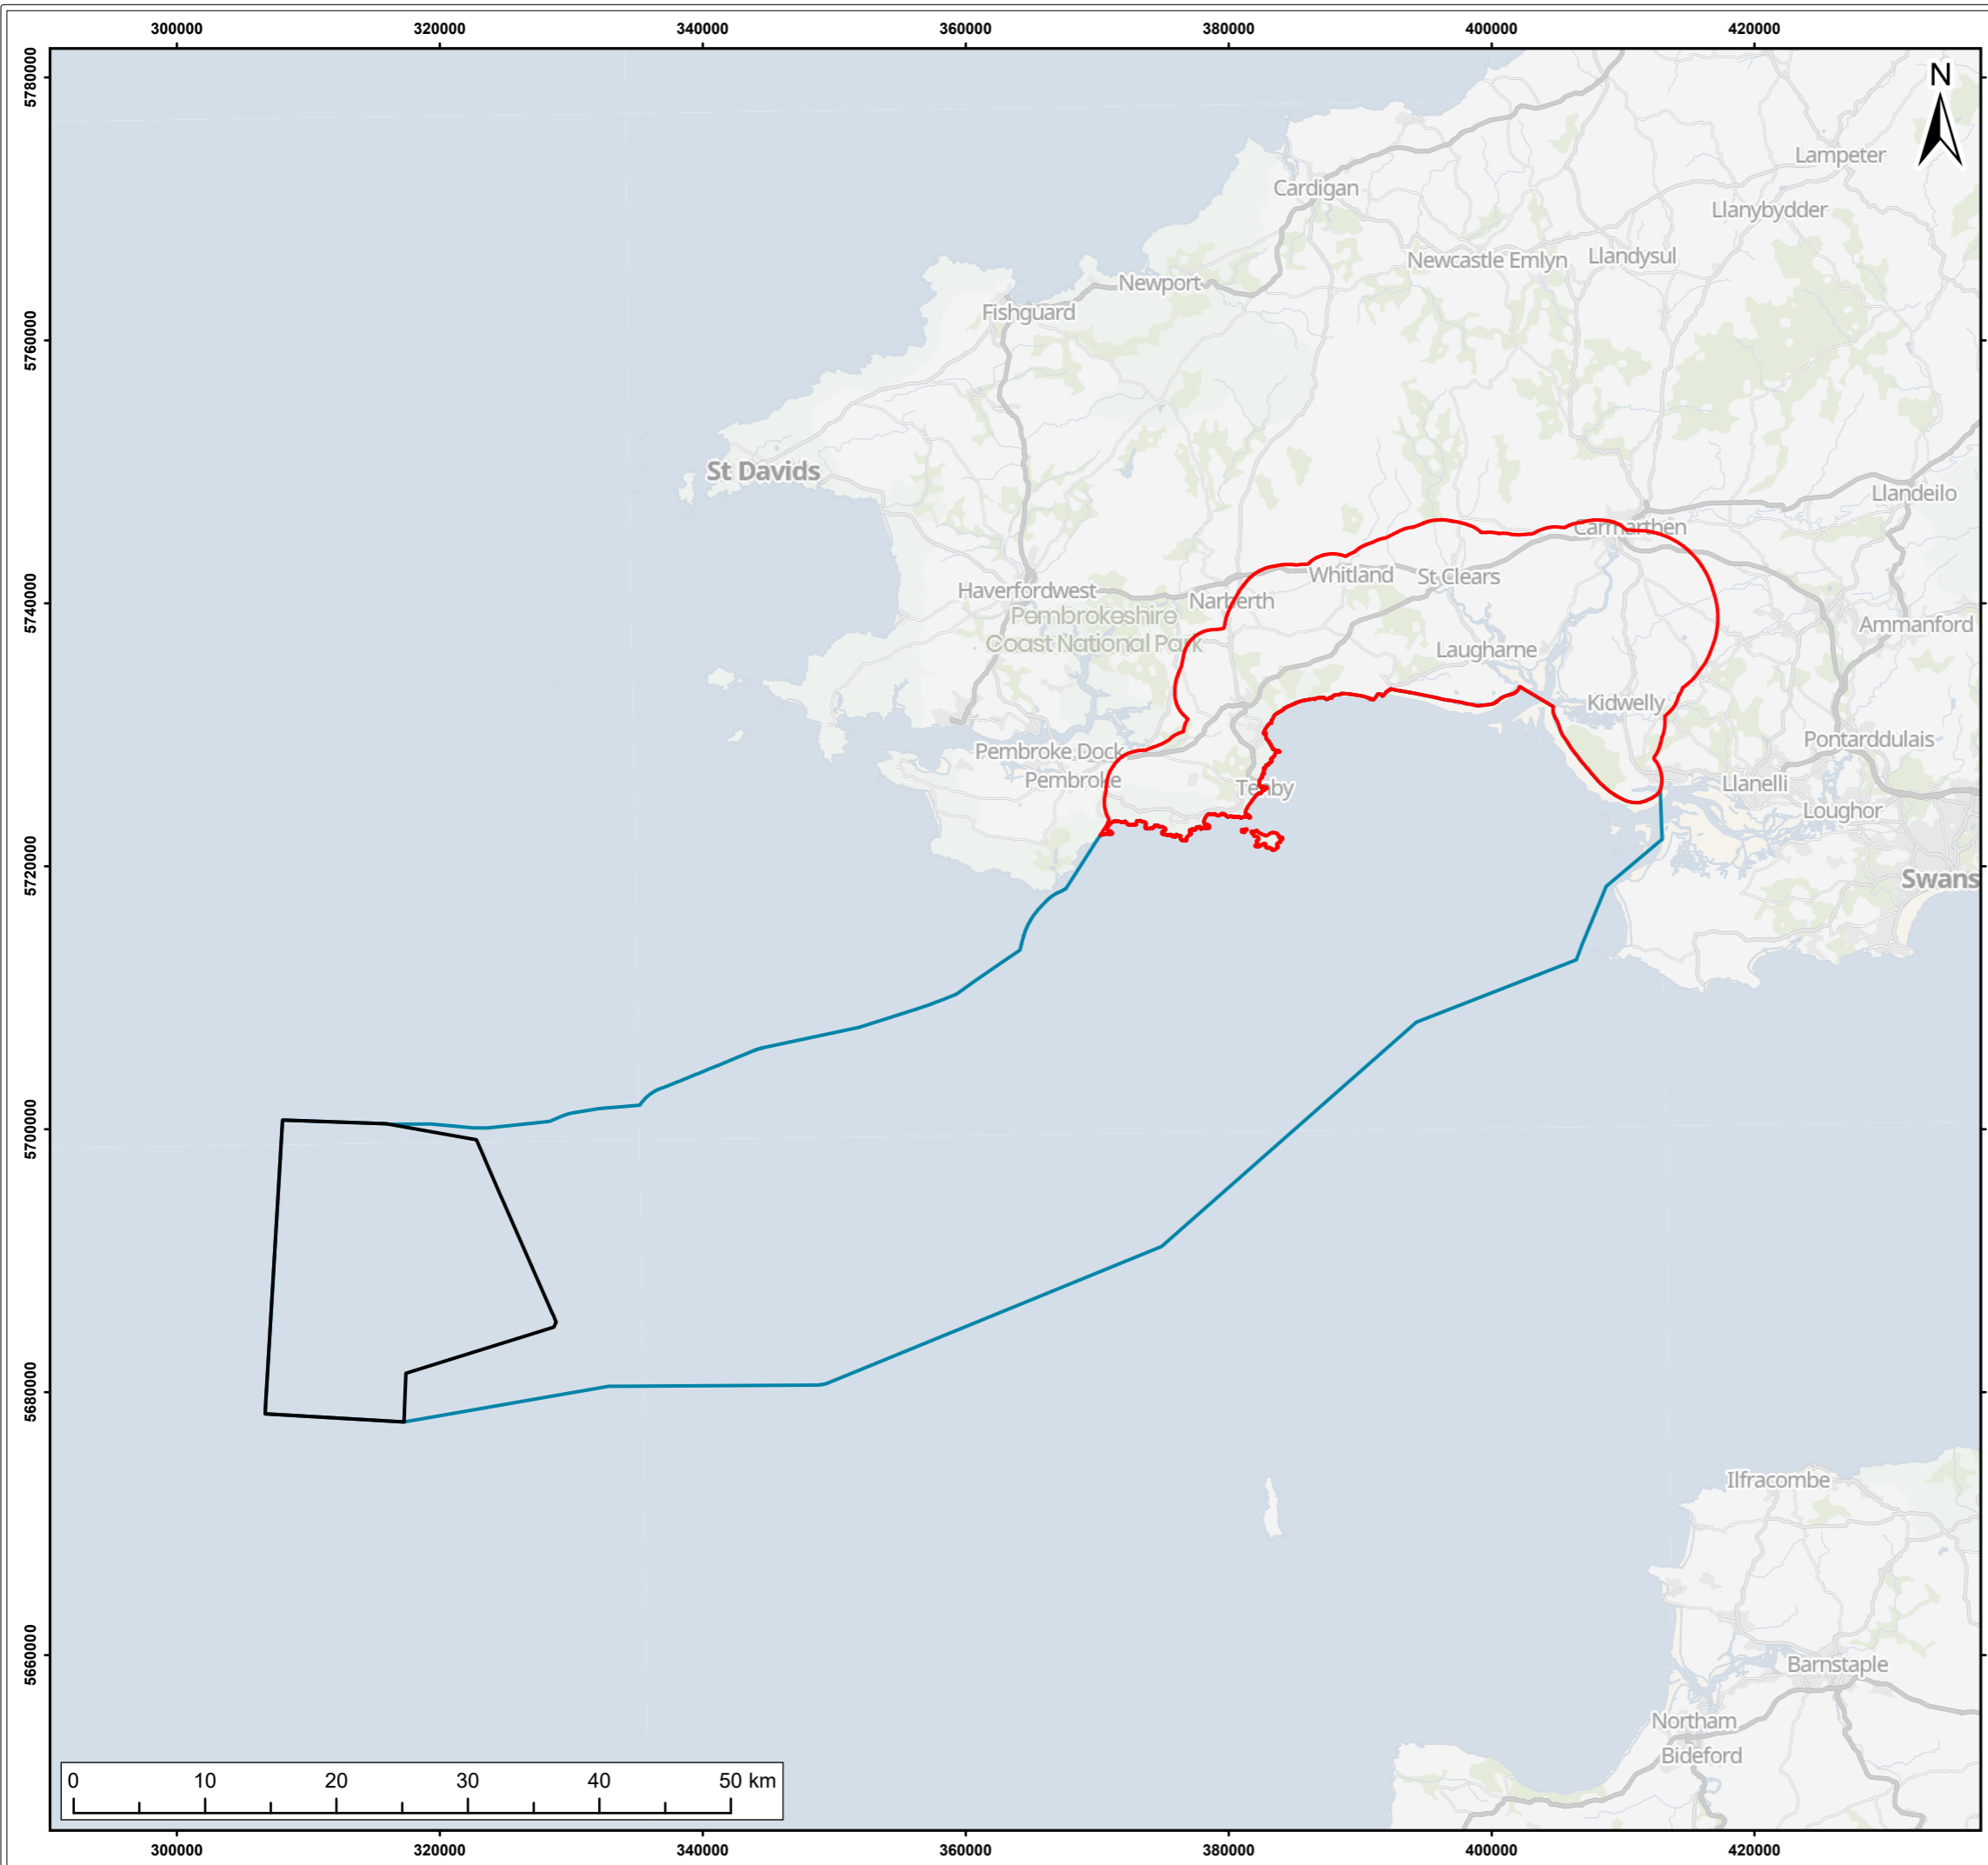 300000 320000 340000 360000 380000 400000 420000
5780000
N
Lampeter
Cardigan
Llanybydder
Newcastle Emlyn
Llandysul
Newport
Fishguard
5760000
St Davids
Llandeilo
Carmarthen
Whitland
St Clears
Haverfordwest
Narberth
5740000
Pembrokeshire
Coast National Park
Ammanford
Laugharne
Kidwelly
Pembroke Dock
Pontarddulais
Pembroke
Tenby
Llanelli
Loughor
5720000
Swans
5700000
5680000
Ilfracombe
5660000
Barnstaple
Northam
Bideford
0 10 20 30 40 50 km
300000 320000 340000 360000 380000 400000 420000